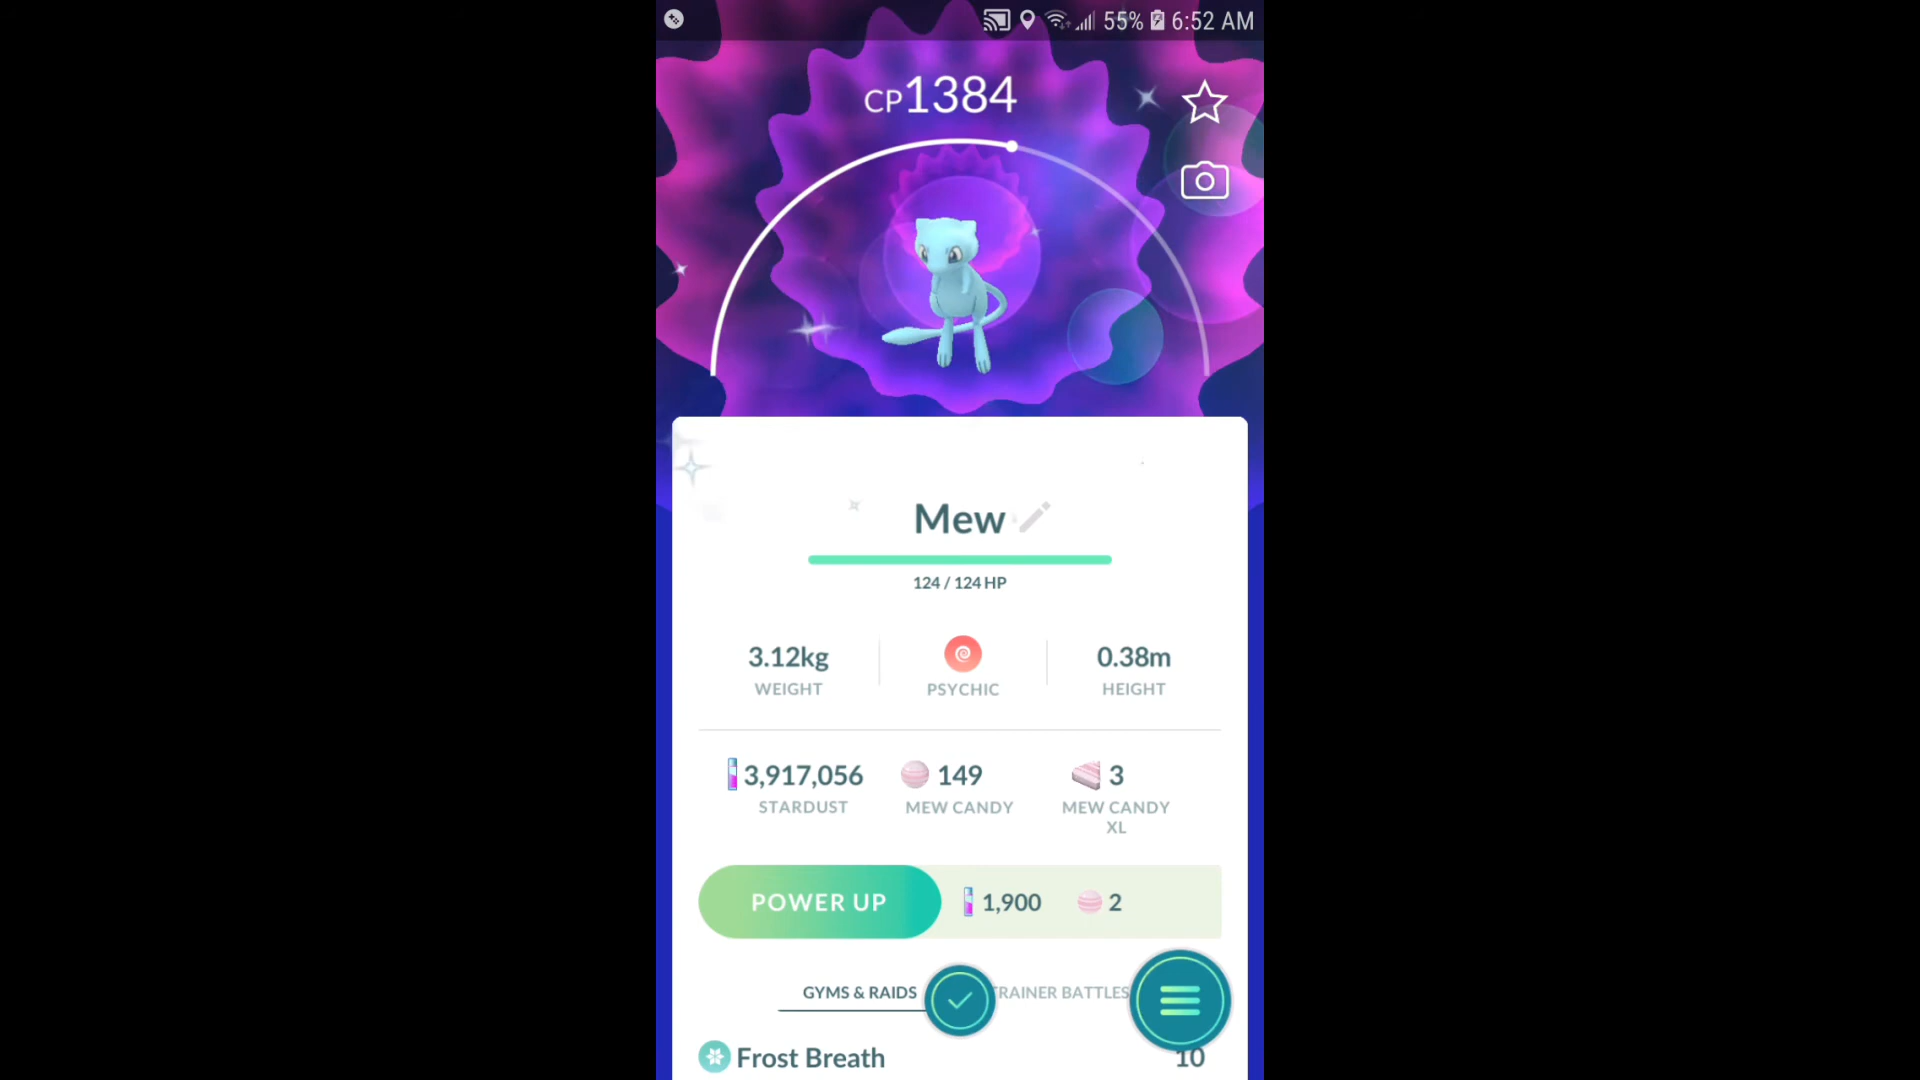 55% 6:52 AM
CP1384
Mew
124 / 124 HP
3.12kg
WEIGHT
PSYCHIC
0.38m
HEIGHT
3,917,056
STARDUST
149
MEW CANDY
3
MEW CANDY
XL
POWER UP
1,900
2
GYMS & RAIDS
TRAINER BATTLES
Frost Breath
10